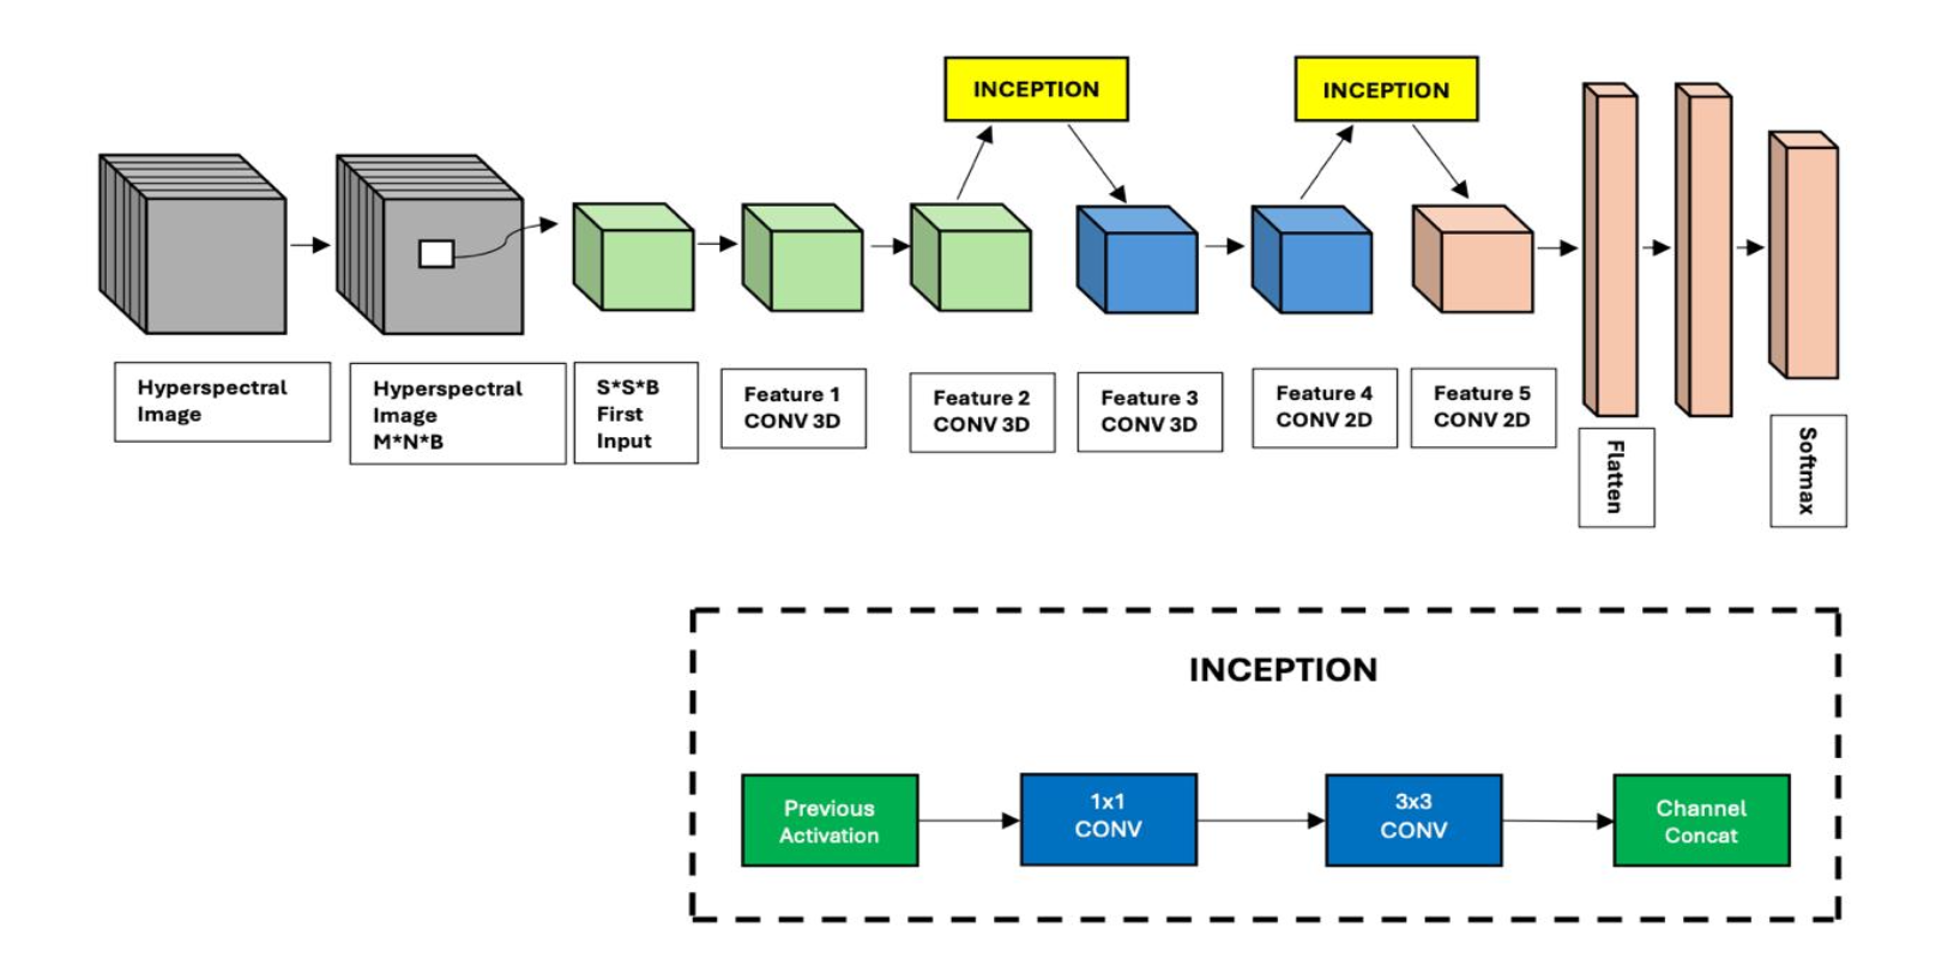 INCEPTION
INCEPTION
Hyperspectral
Image
Hyperspectral
Image
M*N*B
S*S*B
First
Input
Feature 1
CONV 3D
Feature 2
CONV 3D
Feature 3
CONV 3D
Feature 4
CONV 2D
Feature 5
CONV 2D
Flatten
Softmax
INCEPTION
Previous
Activation
1x1
CONV
3x3
CONV
Channel
Concat